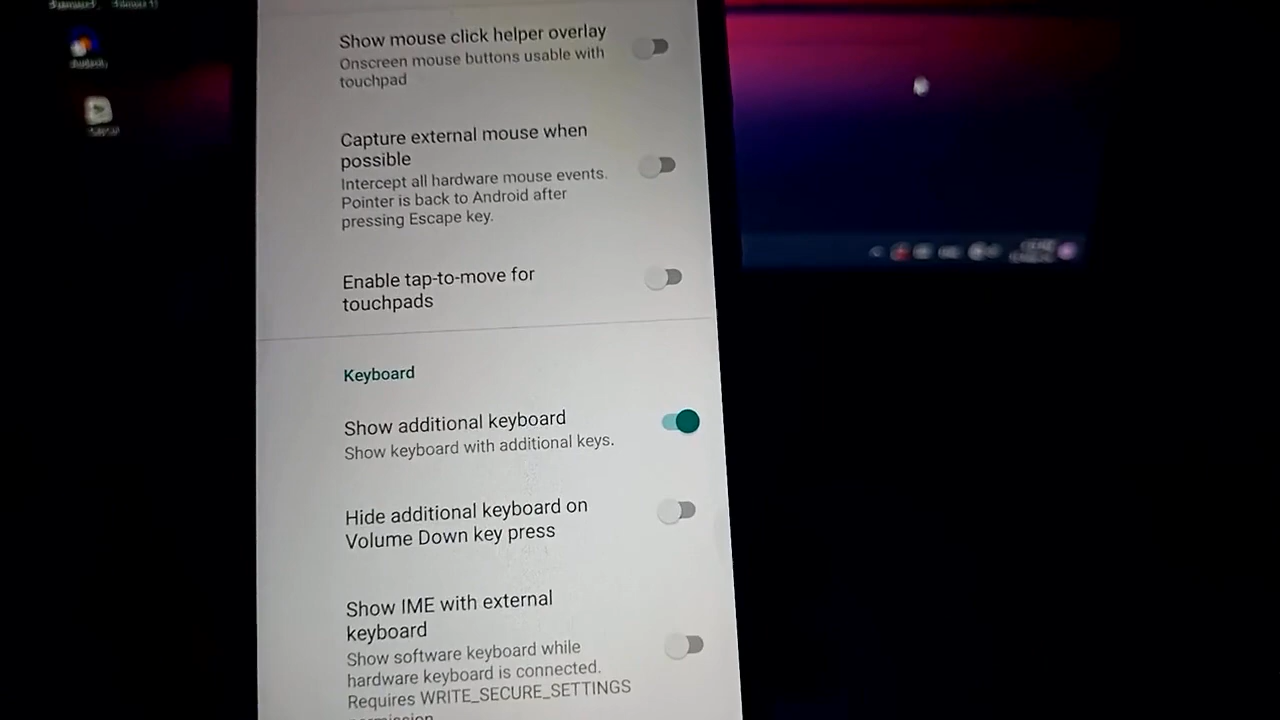 Show mouse click helper overlay
Onscreen mouse buttons usable with
touchpad
Capture external mouse when
possible
Intercept all hardware mouse events.
Pointer is back to Android after
pressing Escape key.
Enable tap-to-move for
touchpads
Keyboard
Show additional keyboard
Show keyboard with additional keys.
Hide additional keyboard on
Volume Down key press
Show IME with external
keyboard
Show software keyboard while
hardware keyboard is connected.
Requires WRITE_SECURE_SETTINGS